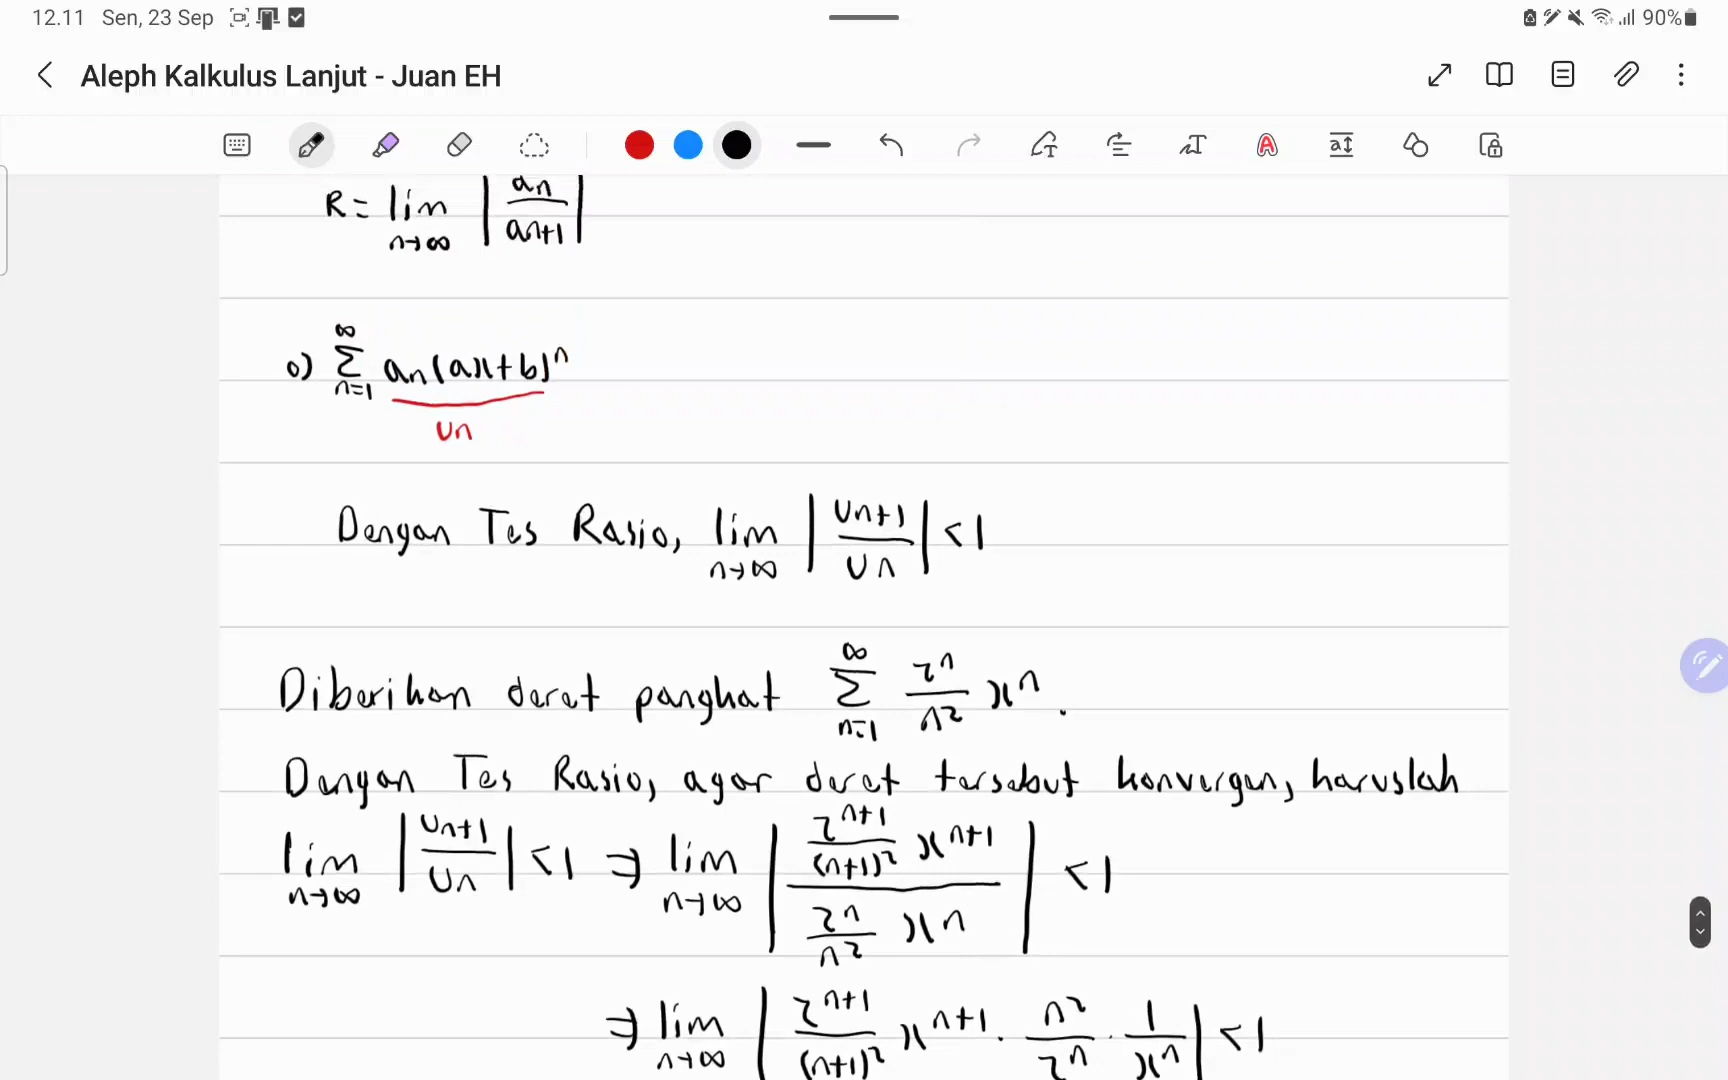 12.11 Sen, 23 Sep 90%
Aleph Kalkulus Lanjut - Juan EH
R = lim n→∞ | an / an+1 |
o) ∞ Σ n=1 an(ax+b)^n
Un
Dengan Tes Rasio, lim n→∞ | Un+1 / Un | < 1
Diberikan deret pangkat ∞ Σ n=1 2^n / n^2 x^n.
Dengan Tes Rasio, agar deret tersebut konvergen, haruslah
lim n→∞ | Un+1 / Un | < 1 ⇒ lim n→∞ | (2^n+1 / (n+1)^2 x^n+1) / (2^n / n^2 x^n) | < 1
⇒ lim n→∞ | 2^n+1 / (n+1)^2 x^n+1 · n^2 / 2^n · 1 / x^n | < 1